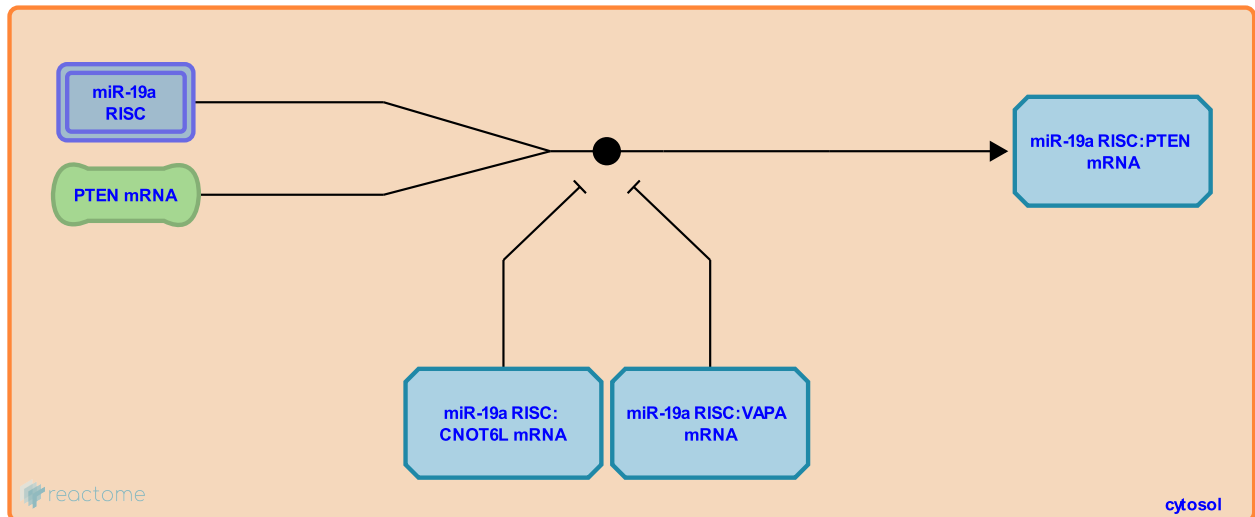 miR-19a
RISC
PTEN mRNA
miR-19a RISC:PTEN
mRNA
miR-19a RISC:
CNOT6L mRNA
miR-19a RISC:VAPA
mRNA
reactome
cytosol